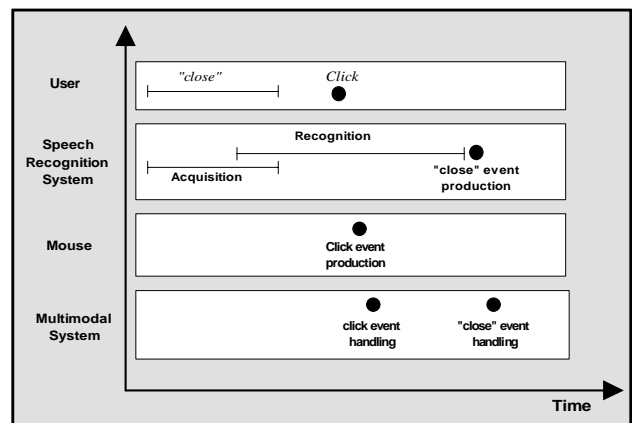 User
"close"
Click
Speech
Recognition
System
Recognition
Acquisition
"close" event
production
Mouse
Click event
production
Multimodal
System
click event
handling
"close" event
handling
Time